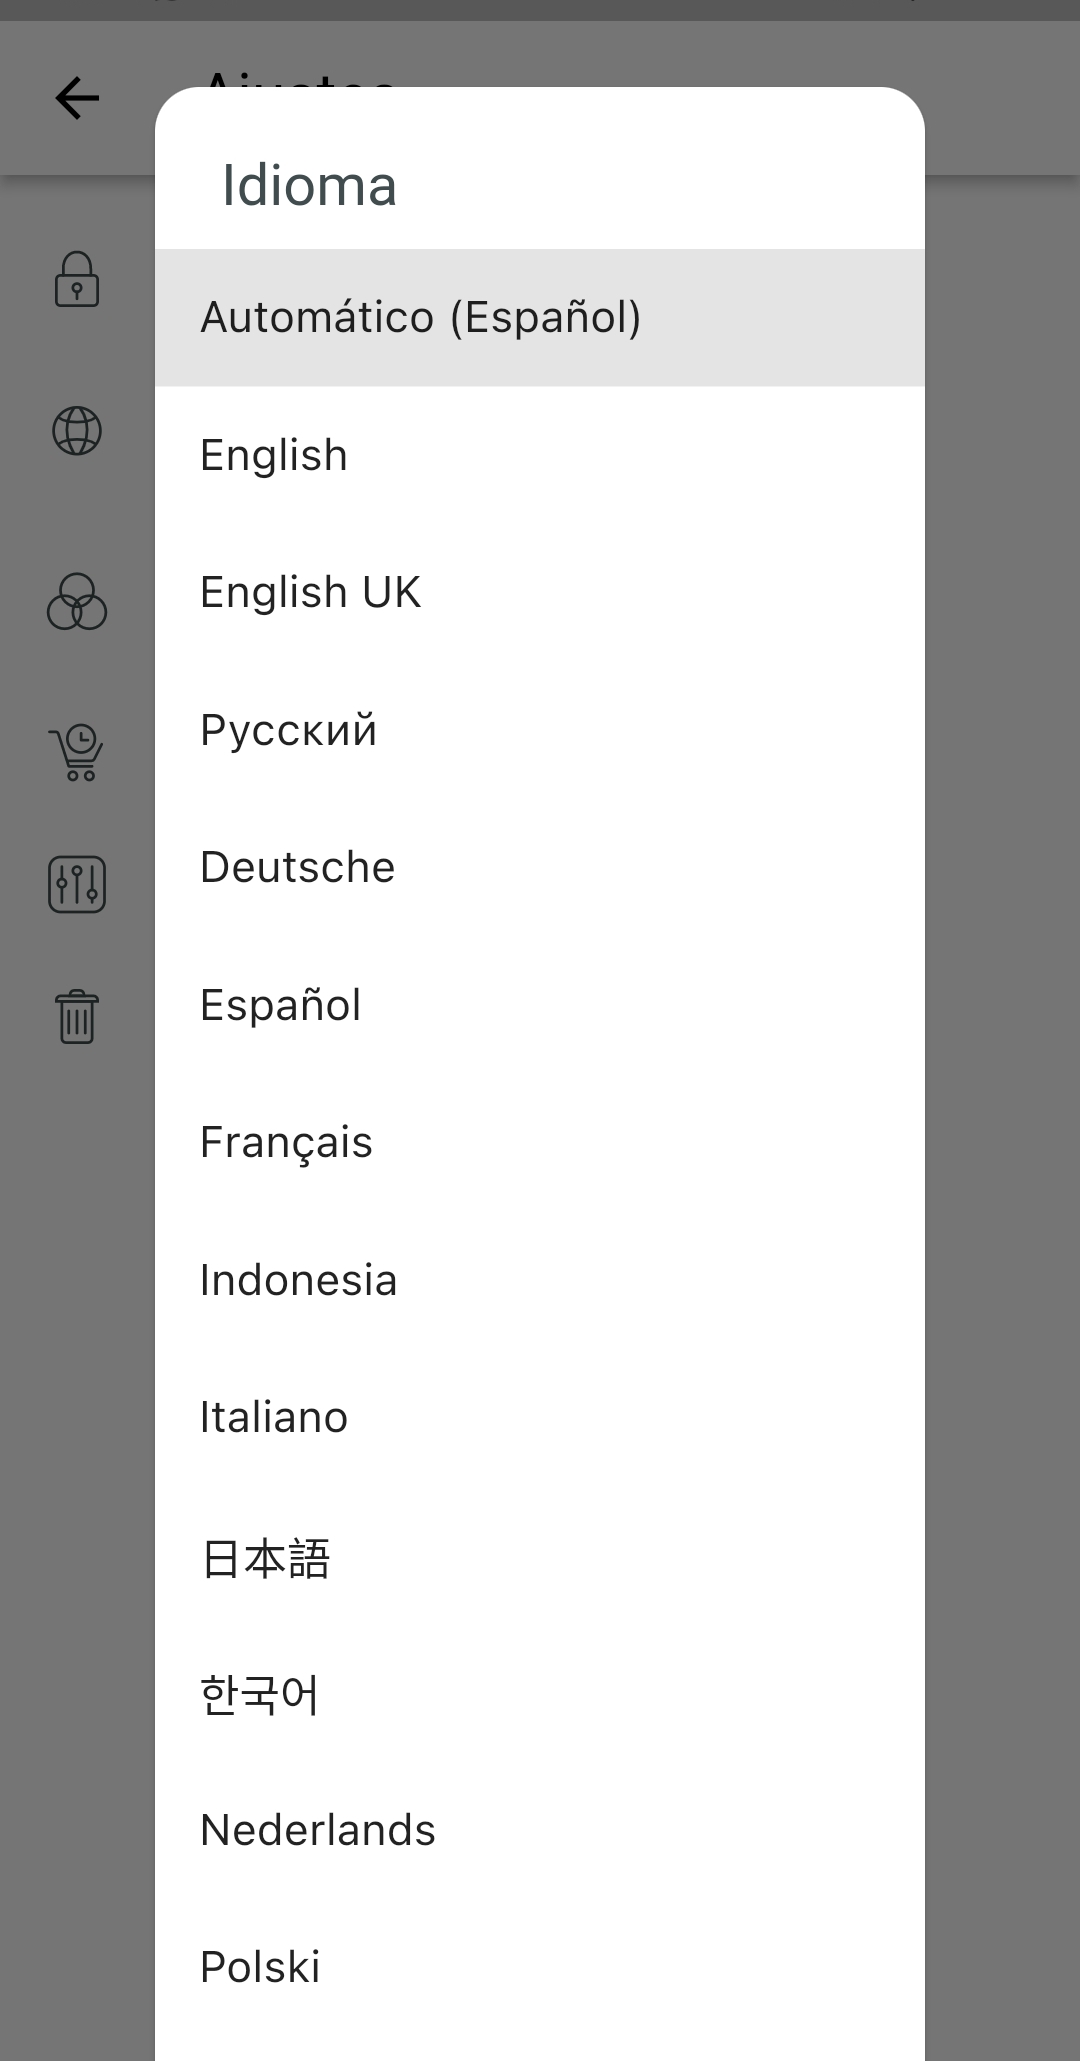 Ajustes
Idioma
Automático (Español)
English
English UK
Русский
Deutsche
Español
Français
Indonesia
Italiano
日本語
한국어
Nederlands
Polski